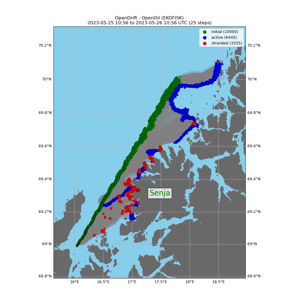 OpenDrift - OpenOil (EKOFISK)
2023-05-25 10:56 to 2023-05-26 10:56 UTC (25 steps)
initial (10000)
active (6445)
stranded (3555)
70.2°N
70.2°N
70°N
70°N
69.8°N
69.8°N
69.6°N
69.6°N
69.4°N
69.4°N
Senja
69.2°N
69.2°N
69°N
69°N
68.8°N
68.8°N
16°E
16.5°E
17°E
17.5°E
18°E
18.5°E